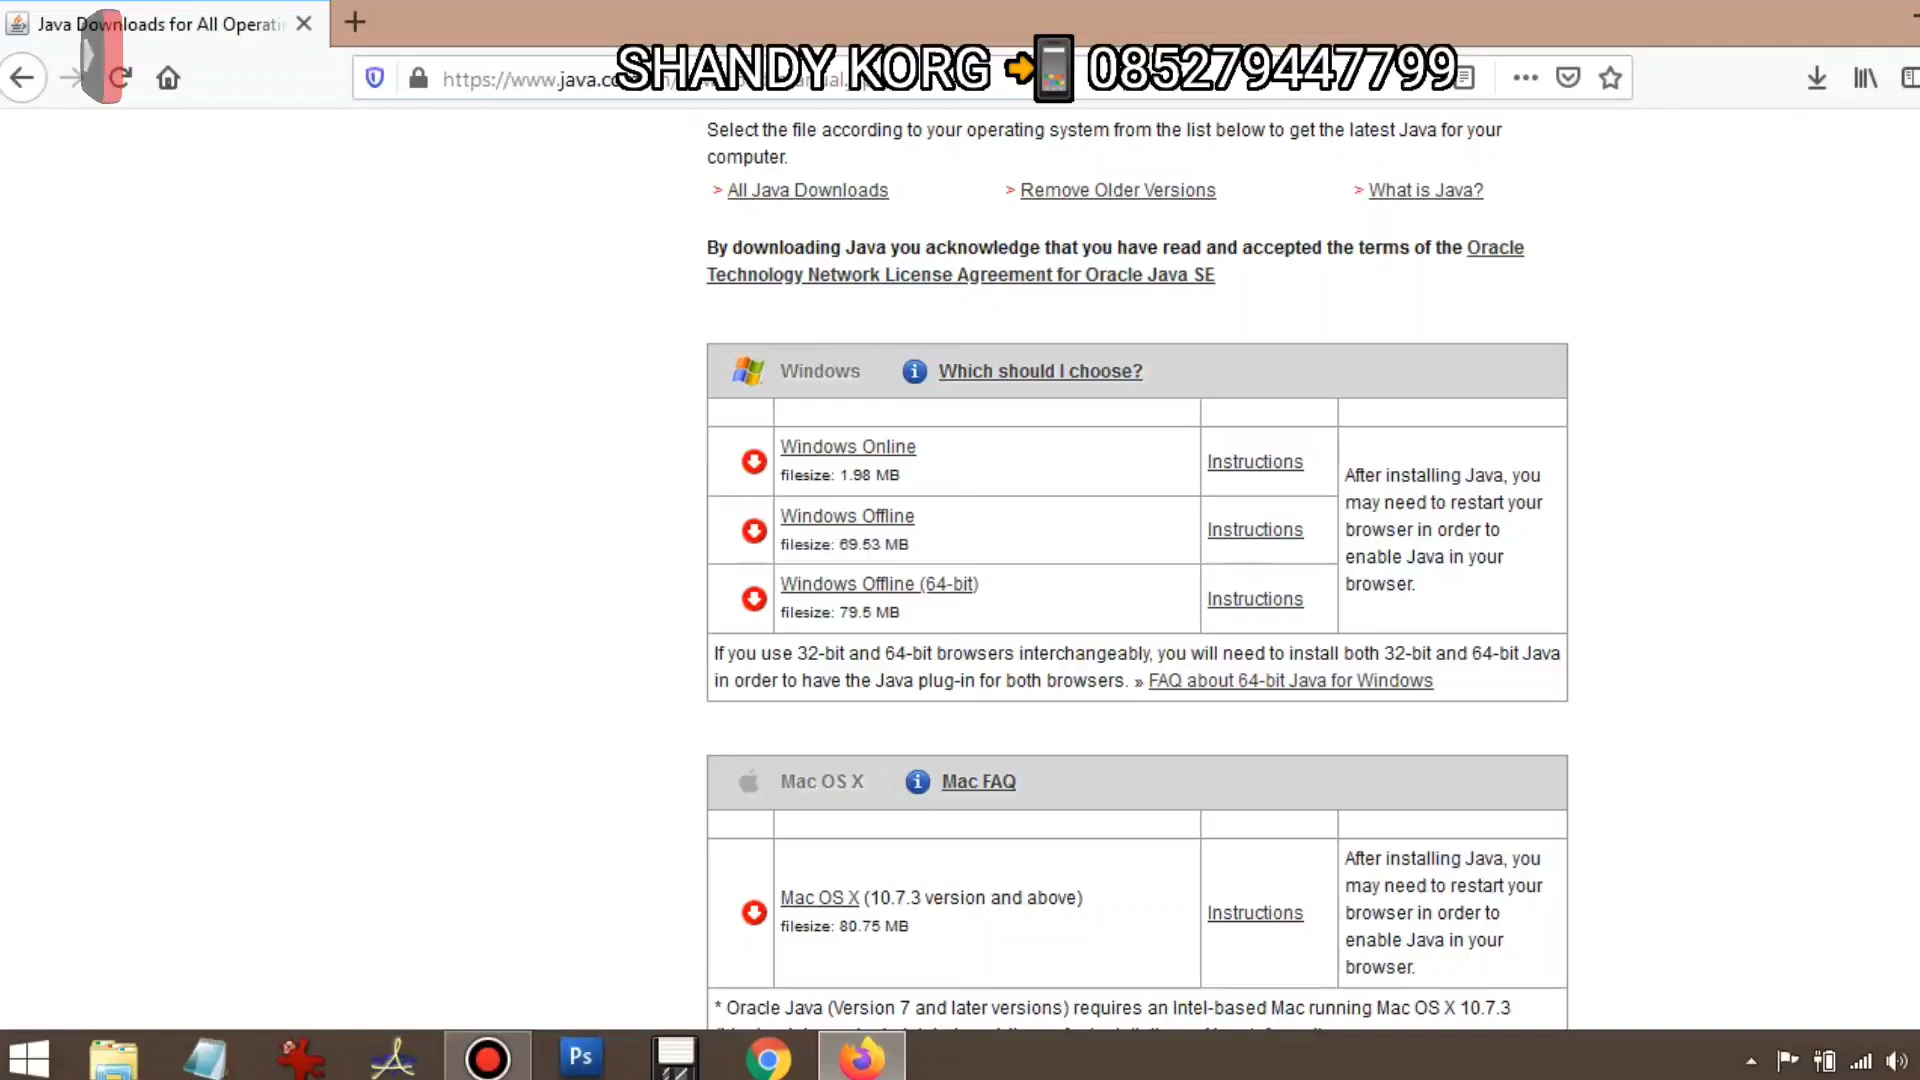 Java Downloads for All Operati
SHANDY KORG 085279447799
https://www.java.co
Select the file according to your operating system from the list below to get the latest Java for your
computer.
> All Java Downloads > Remove Older Versions > What is Java?
By downloading Java you acknowledge that you have read and accepted the terms of the Oracle
Technology Network License Agreement for Oracle Java SE
Windows Which should I choose?
Windows Online
filesize: 1.98 MB
Instructions
Windows Offline
filesize: 69.53 MB
Instructions
Windows Offline (64-bit)
filesize: 79.5 MB
Instructions
After installing Java, you
may need to restart your
browser in order to
enable Java in your
browser.
If you use 32-bit and 64-bit browsers interchangeably, you will need to install both 32-bit and 64-bit Java
in order to have the Java plug-in for both browsers. » FAQ about 64-bit Java for Windows
Mac OS X Mac FAQ
Mac OS X (10.7.3 version and above)
filesize: 80.75 MB
Instructions
After installing Java, you
may need to restart your
browser in order to
enable Java in your
browser.
* Oracle Java (Version 7 and later versions) requires an Intel-based Mac running Mac OS X 10.7.3
Ps